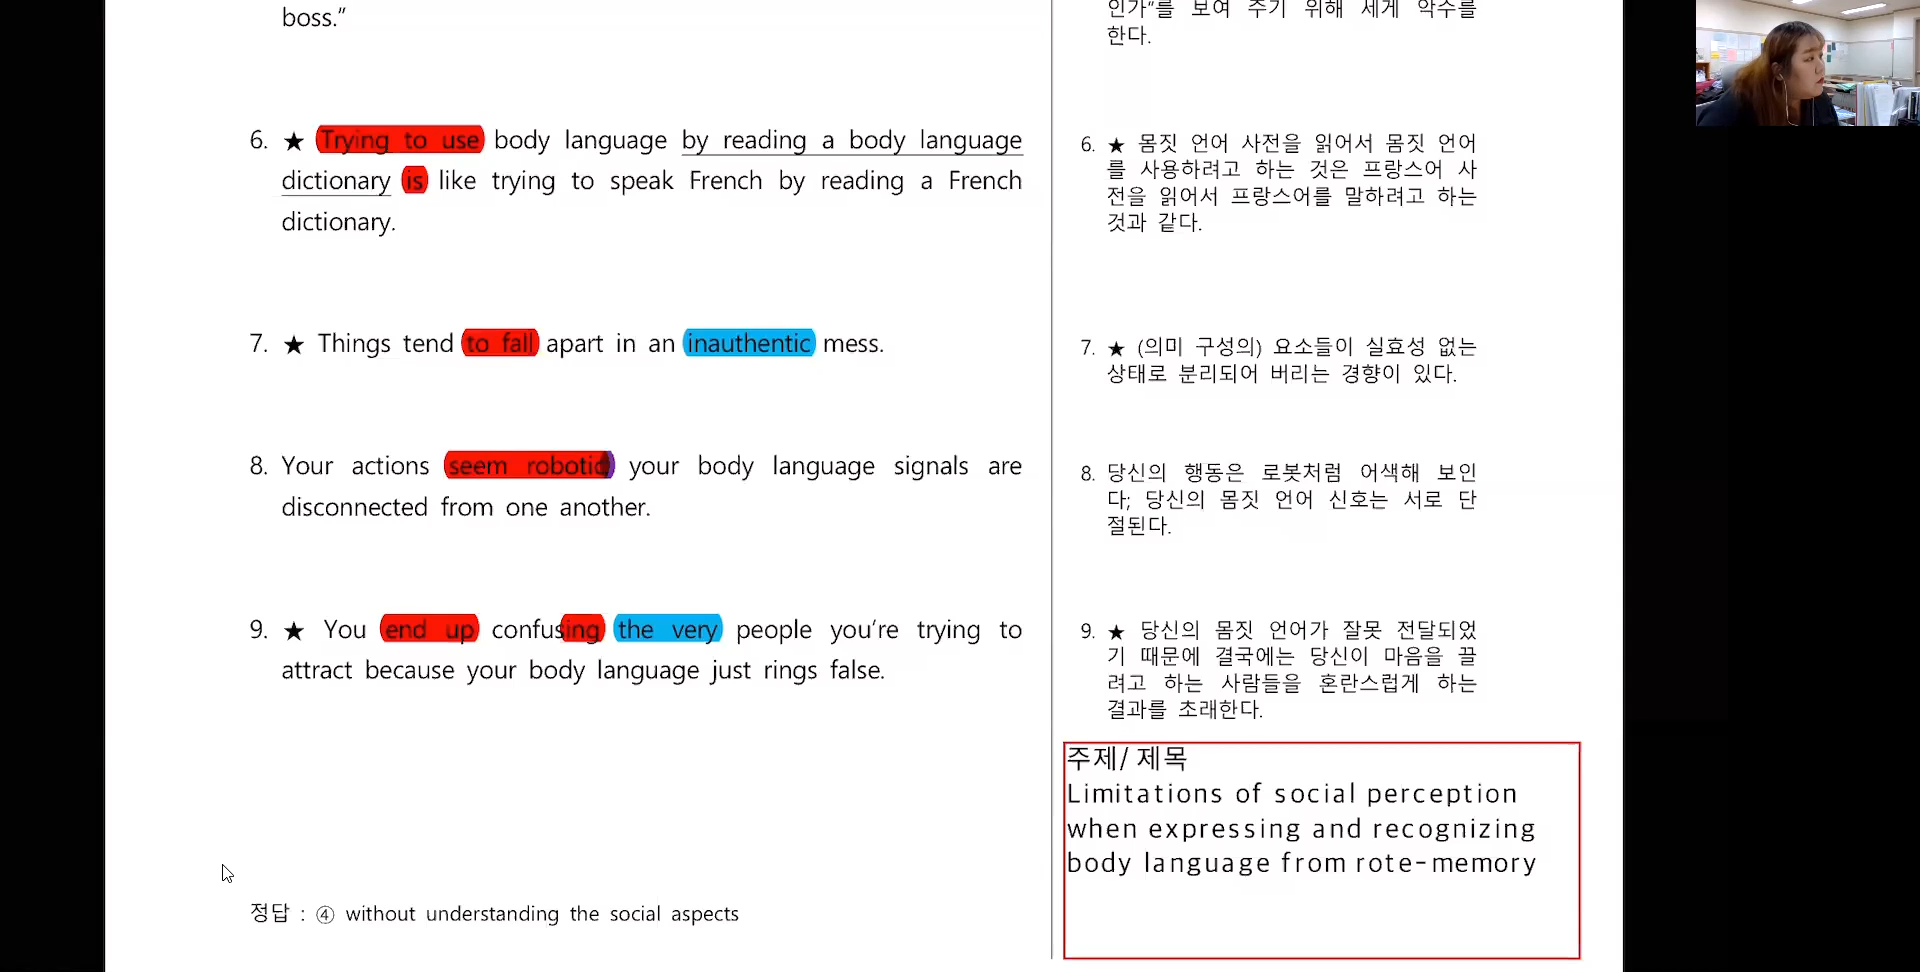 boss.”
6. ★ Trying to use body language by reading a body language
dictionary is like trying to speak French by reading a French
dictionary.
7. ★ Things tend to fall apart in an inauthentic mess.
8. Your actions seem robotic your body language signals are
disconnected from one another.
9. ★ You end up confusing the very people you’re trying to
attract because your body language just rings false.
정답 : ④ without understanding the social aspects
인가“를 보여 주기 위해 세게 악수를
한다.
6. ★ 몸짓 언어 사전을 읽어서 몸짓 언어
를 사용하려고 하는 것은 프랑스어 사
전을 읽어서 프랑스어를 말하려고 하는
것과 같다.
7. ★ (의미 구성의) 요소들이 실효성 없는
상태로 분리되어 버리는 경향이 있다.
8. 당신의 행동은 로봇처럼 어색해 보인
다; 당신의 몸짓 언어 신호는 서로 단
절된다.
9. ★ 당신의 몸짓 언어가 잘못 전달되었
기 때문에 결국에는 당신이 마음을 끌
려고 하는 사람들을 혼란스럽게 하는
결과를 초래한다.
주제/ 제목
Limitations of social perception
when expressing and recognizing
body language from rote-memory